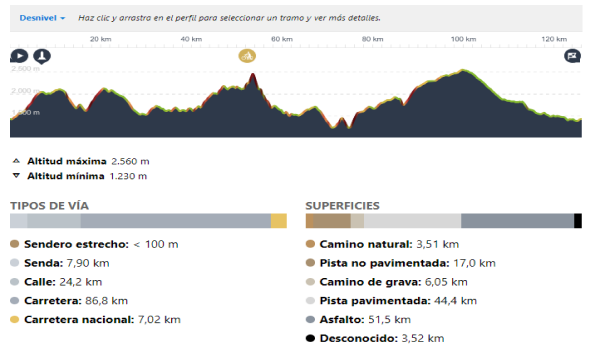 Desnivel Haz clic y arrastra en el perfil para seleccionar un tramo y ver más detalles.
20 km 40 km 60 km 80 km 100 km 120 km
2,500 m
2,000 m
1,500 m
Altitud máxima 2.560 m
Altitud mínima 1.230 m
TIPOS DE VÍA
Sendero estrecho: < 100 m
Senda: 7,90 km
Calle: 24,2 km
Carretera: 86,8 km
Carretera nacional: 7,02 km
SUPERFICIES
Camino natural: 3,51 km
Pista no pavimentada: 17,0 km
Camino de grava: 6,05 km
Pista pavimentada: 44,4 km
Asfalto: 51,5 km
Desconocido: 3,52 km